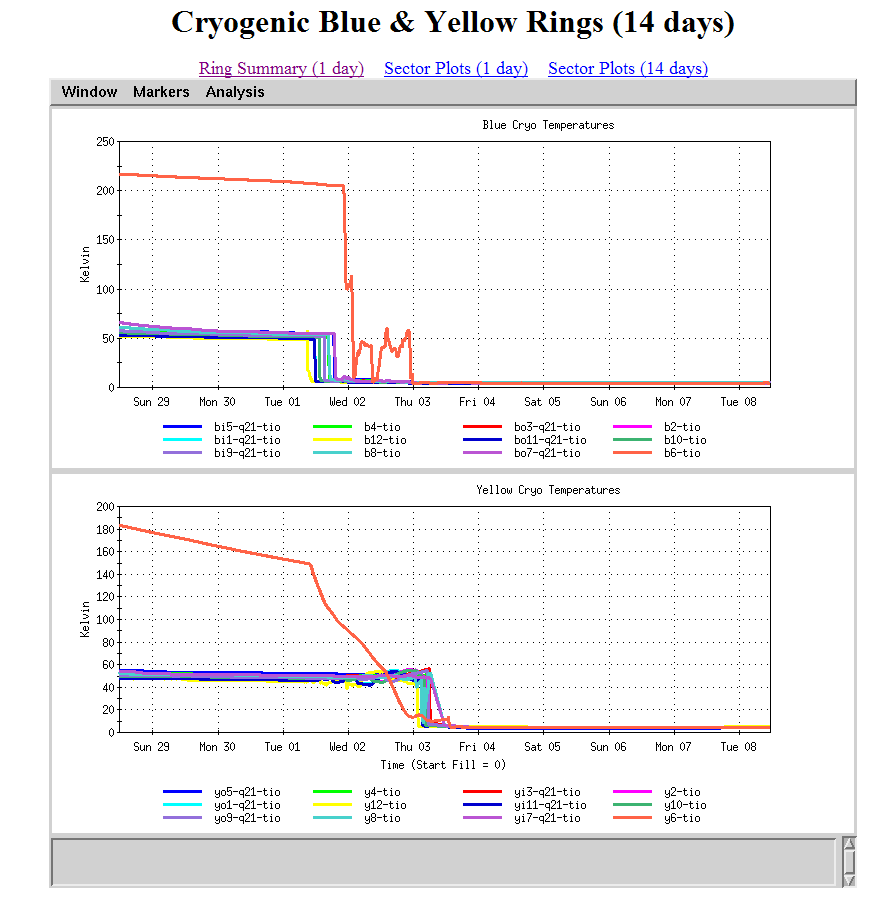 Cryogenic Blue & Yellow Rings (14 days)
Ring Summary (1 day) Sector Plots (1 day) Sector Plots (14 days)
Window Markers Analysis
Blue Cryo Temperatures
250
200
150
100
50
0
Kelvin
Sun 29 Mon 30 Tue 01 Wed 02 Thu 03 Fri 04 Sat 05 Sun 06 Mon 07 Tue 08
bi5-q21-tio b4-tio bo3-q21-tio b2-tio
bi1-q21-tio b12-tio bo11-q21-tio b10-tio
bi9-q21-tio b8-tio bo7-q21-tio b6-tio
Yellow Cryo Temperatures
200
180
160
140
120
100
80
60
40
20
0
Kelvin
Sun 29 Mon 30 Tue 01 Wed 02 Thu 03 Fri 04 Sat 05 Sun 06 Mon 07 Tue 08
Time (Start Fill = 0)
yo5-q21-tio y4-tio yi3-q21-tio y2-tio
yo1-q21-tio y12-tio yi11-q21-tio y10-tio
yo9-q21-tio y8-tio yi7-q21-tio y6-tio